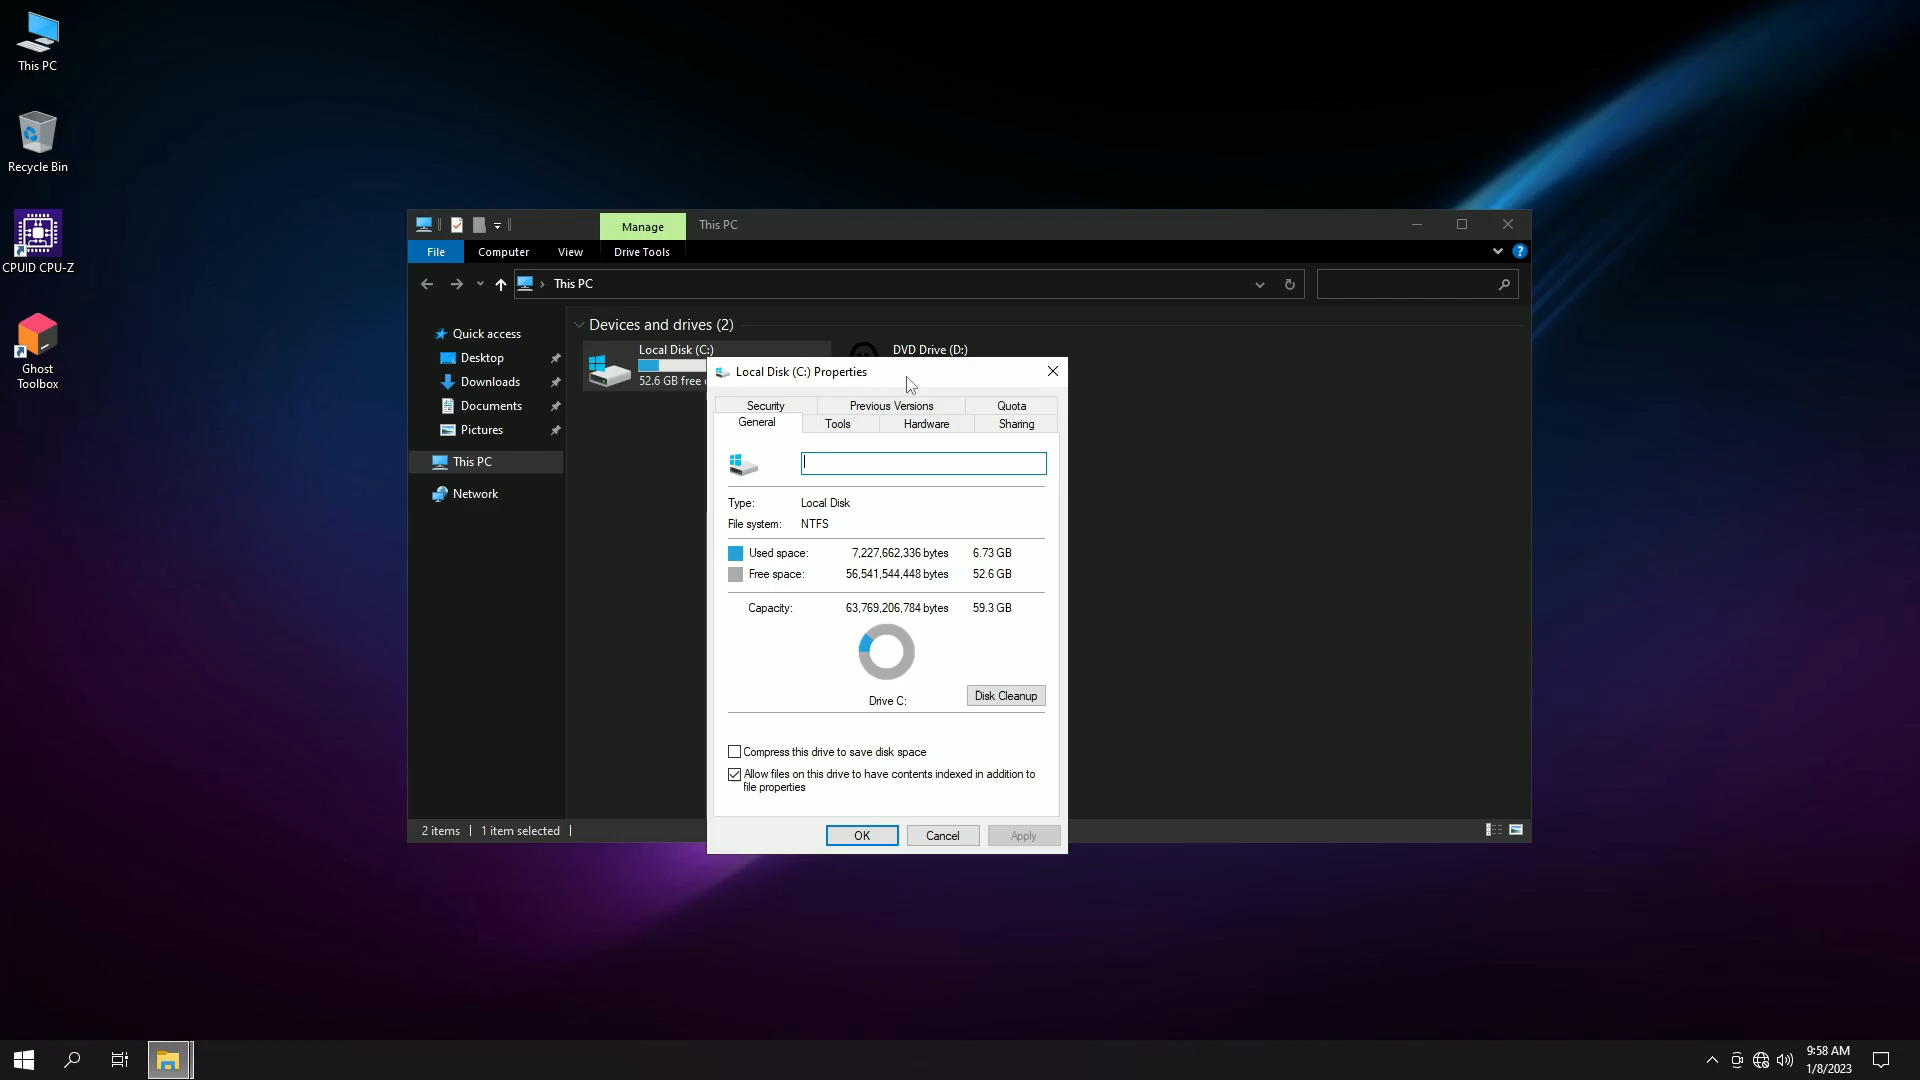 This PC
Recycle Bin
CPUID CPU-Z
Ghost
Toolbox
Manage
This PC
File
Computer
View
Drive Tools
This PC
Quick access
Desktop
Downloads
Documents
Pictures
This PC
Network
Devices and drives (2)
Local Disk (C:)
52.6 GB free
DVD Drive (D:)
Local Disk (C:) Properties
Security
Previous Versions
Quota
General
Tools
Hardware
Sharing
Type: Local Disk
File system: NTFS
Used space: 7,227,662,336 bytes 6.73 GB
Free space: 56,541,544,448 bytes 52.6 GB
Capacity: 63,769,206,784 bytes 59.3 GB
Drive C:
Disk Cleanup
Compress this drive to save disk space
Allow files on this drive to have contents indexed in addition to
file properties
OK
Cancel
Apply
2 items
1 item selected
9:58 AM
1/8/2023